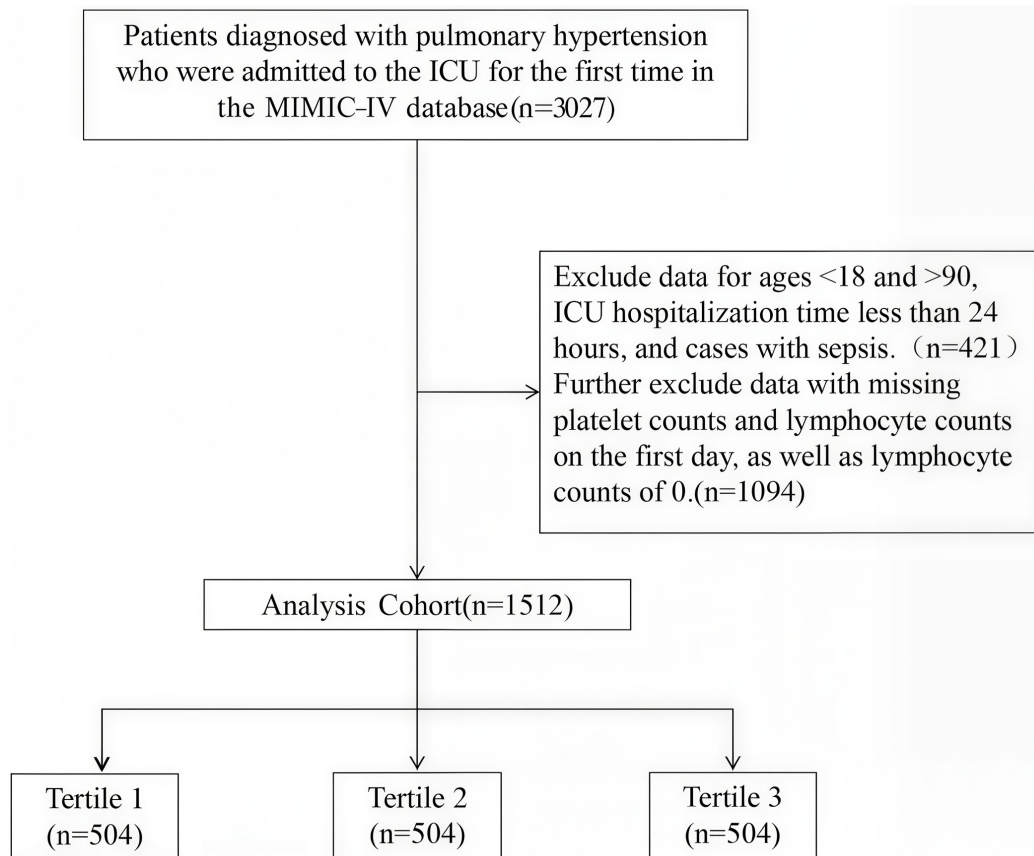 Patients diagnosed with pulmonary hypertension
who were admitted to the ICU for the first time in
the MIMIC-IV database(n=3027)
Exclude data for ages <18 and >90,
ICU hospitalization time less than 24
hours, and cases with sepsis.（n=421）
Further exclude data with missing
platelet counts and lymphocyte counts
on the first day, as well as lymphocyte
counts of 0.(n=1094)
Analysis Cohort(n=1512)
Tertile 1
(n=504)
Tertile 2
(n=504)
Tertile 3
(n=504)